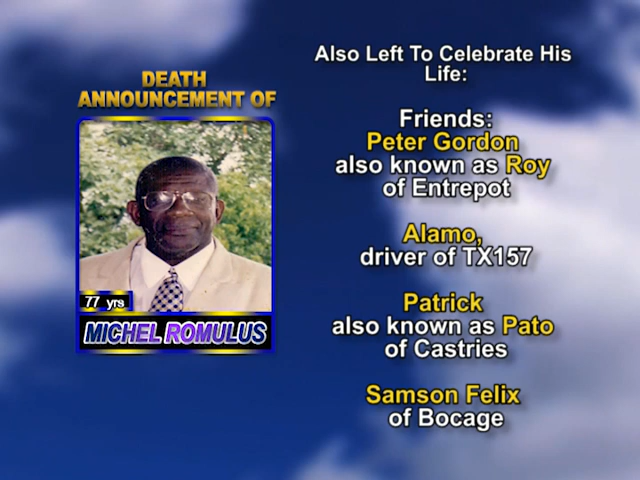 DEATH
ANNOUNCEMENT OF
77 yrs
MICHEL ROMULUS
Also Left To Celebrate His
Life:
Friends:
Peter Gordon
also known as Roy
of Entrepot
Alamo,
driver of TX157
Patrick
also known as Pato
of Castries
Samson Felix
of Bocage